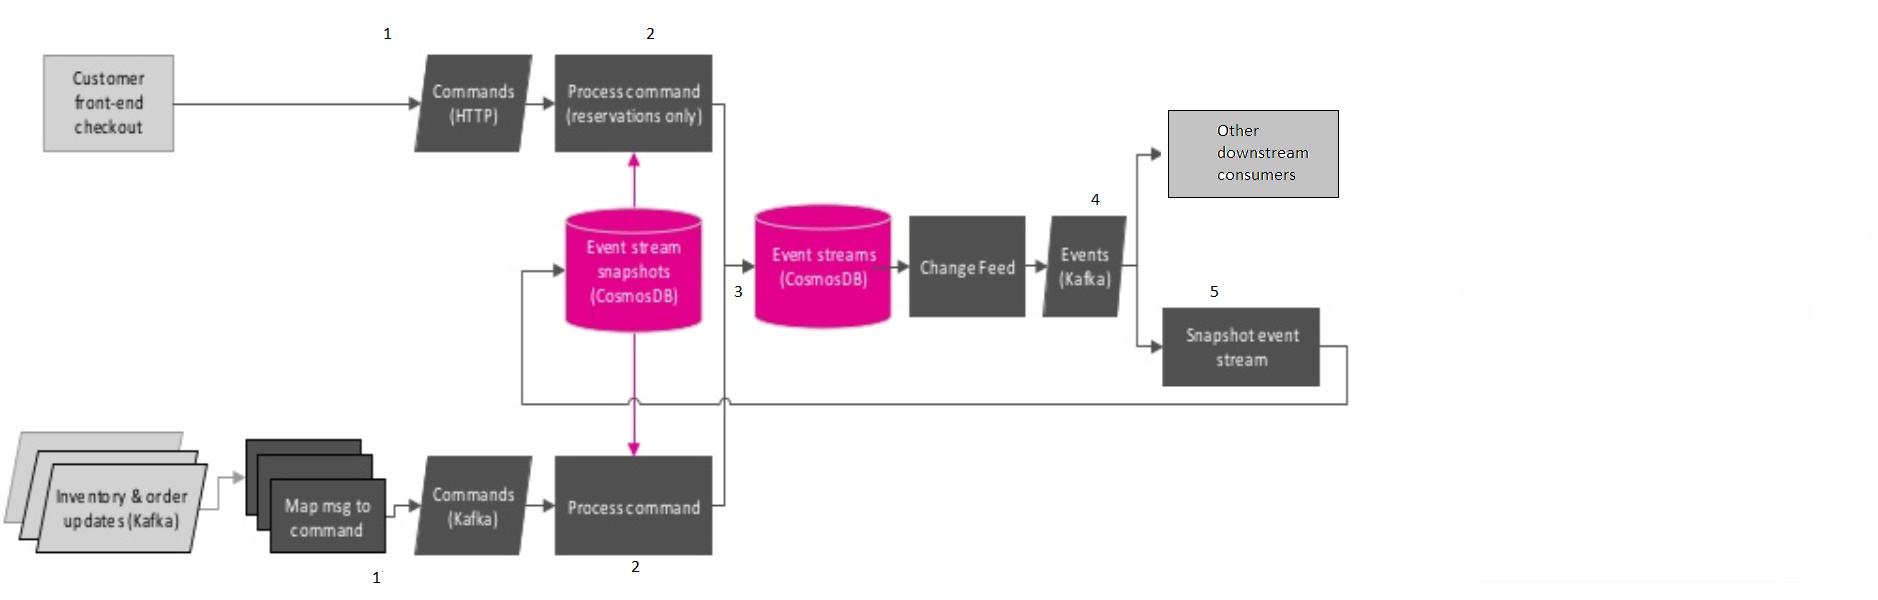 1
2
Customer
front-end
checkout
Commands
(HTTP)
Process command
(reservations only)
Other
downstream
consumers
4
Event stream
snapshots
(CosmosDB)
3
Event streams
(CosmosDB)
Change Feed
Events
(Kafka)
5
Snapshot event
stream
Inventory & order
updates (Kafka)
Map msg to
command
1
Commands
(Kafka)
Process command
2